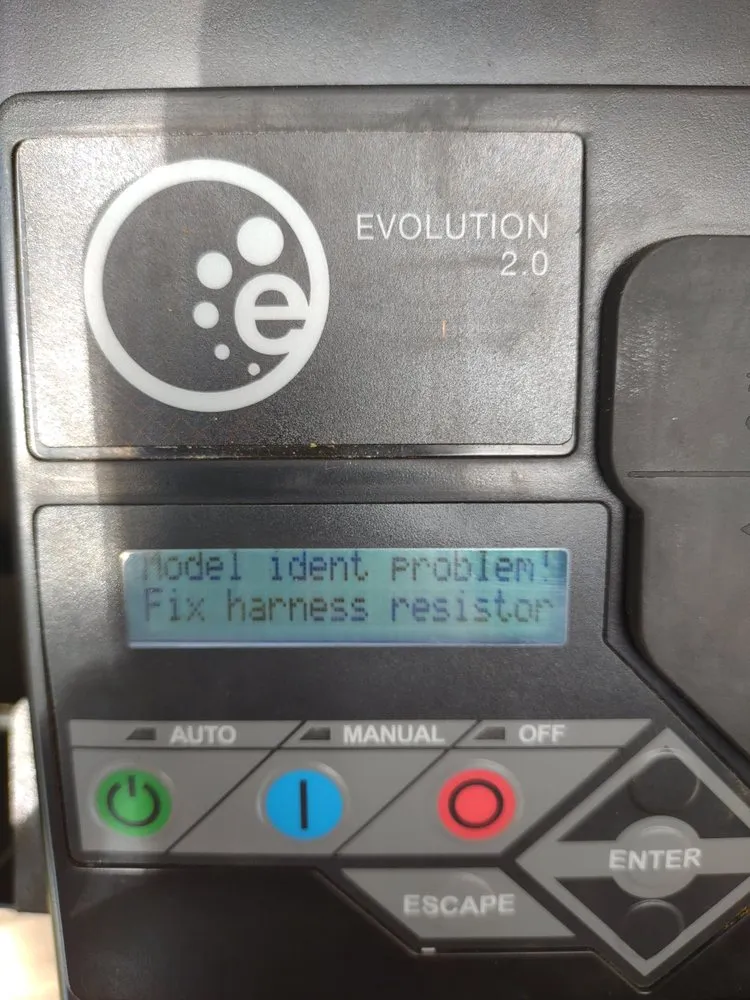 e
EVOLUTION
2.0
Model ident problem!
Fix harness resistor
AUTO
MANUAL
OFF
ENTER
ESCAPE